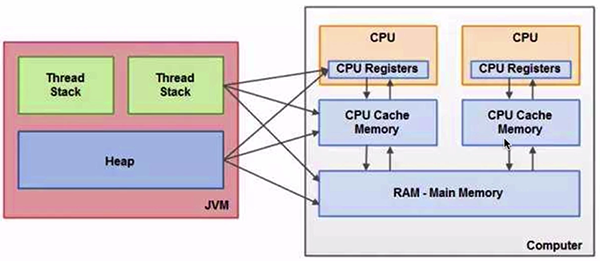 CPU
CPU
CPU Registers
CPU Registers
Thread
Stack
Thread
Stack
CPU Cache
Memory
CPU Cache
Memory
Heap
RAM - Main Memory
JVM
Computer